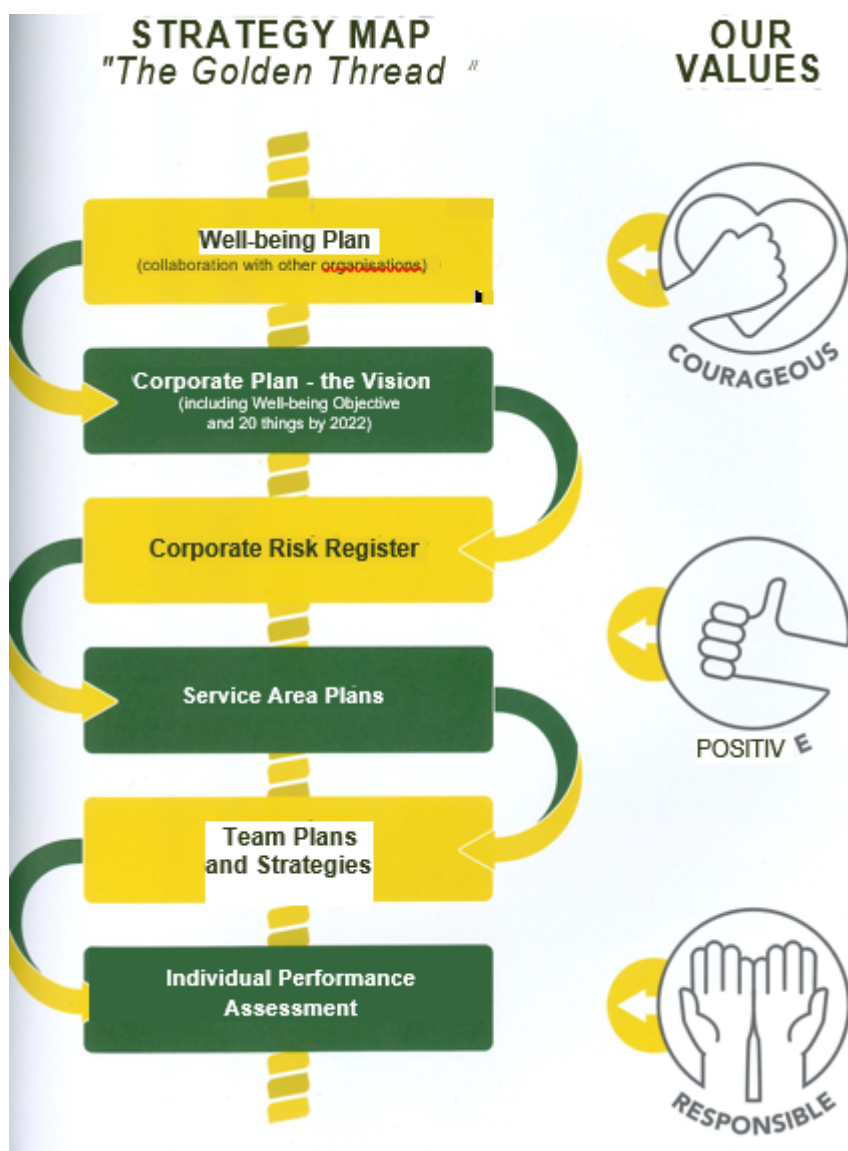 STRATEGY MAP
"The Golden Thread "
OUR
VALUES
Well-being Plan
(collaboration with other organisations)
Corporate Plan - the Vision
(including Well-being Objective
and 20 things by 2022)
Corporate Risk Register
Service Area Plans
Team Plans
and Strategies
Individual Performance
Assessment
COURAGEOUS
POSITIV E
RESPONSIBLE